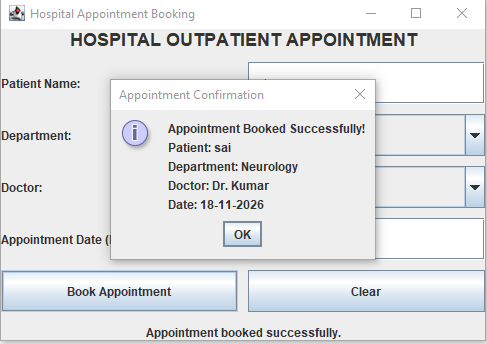 Hospital Appointment Booking
HOSPITAL OUTPATIENT APPOINTMENT
Patient Name:
Department:
Doctor:
Appointment Date (
Appointment Confirmation
Appointment Booked Successfully!
Patient: sai
Department: Neurology
Doctor: Dr. Kumar
Date: 18-11-2026
OK
Book Appointment
Clear
Appointment booked successfully.